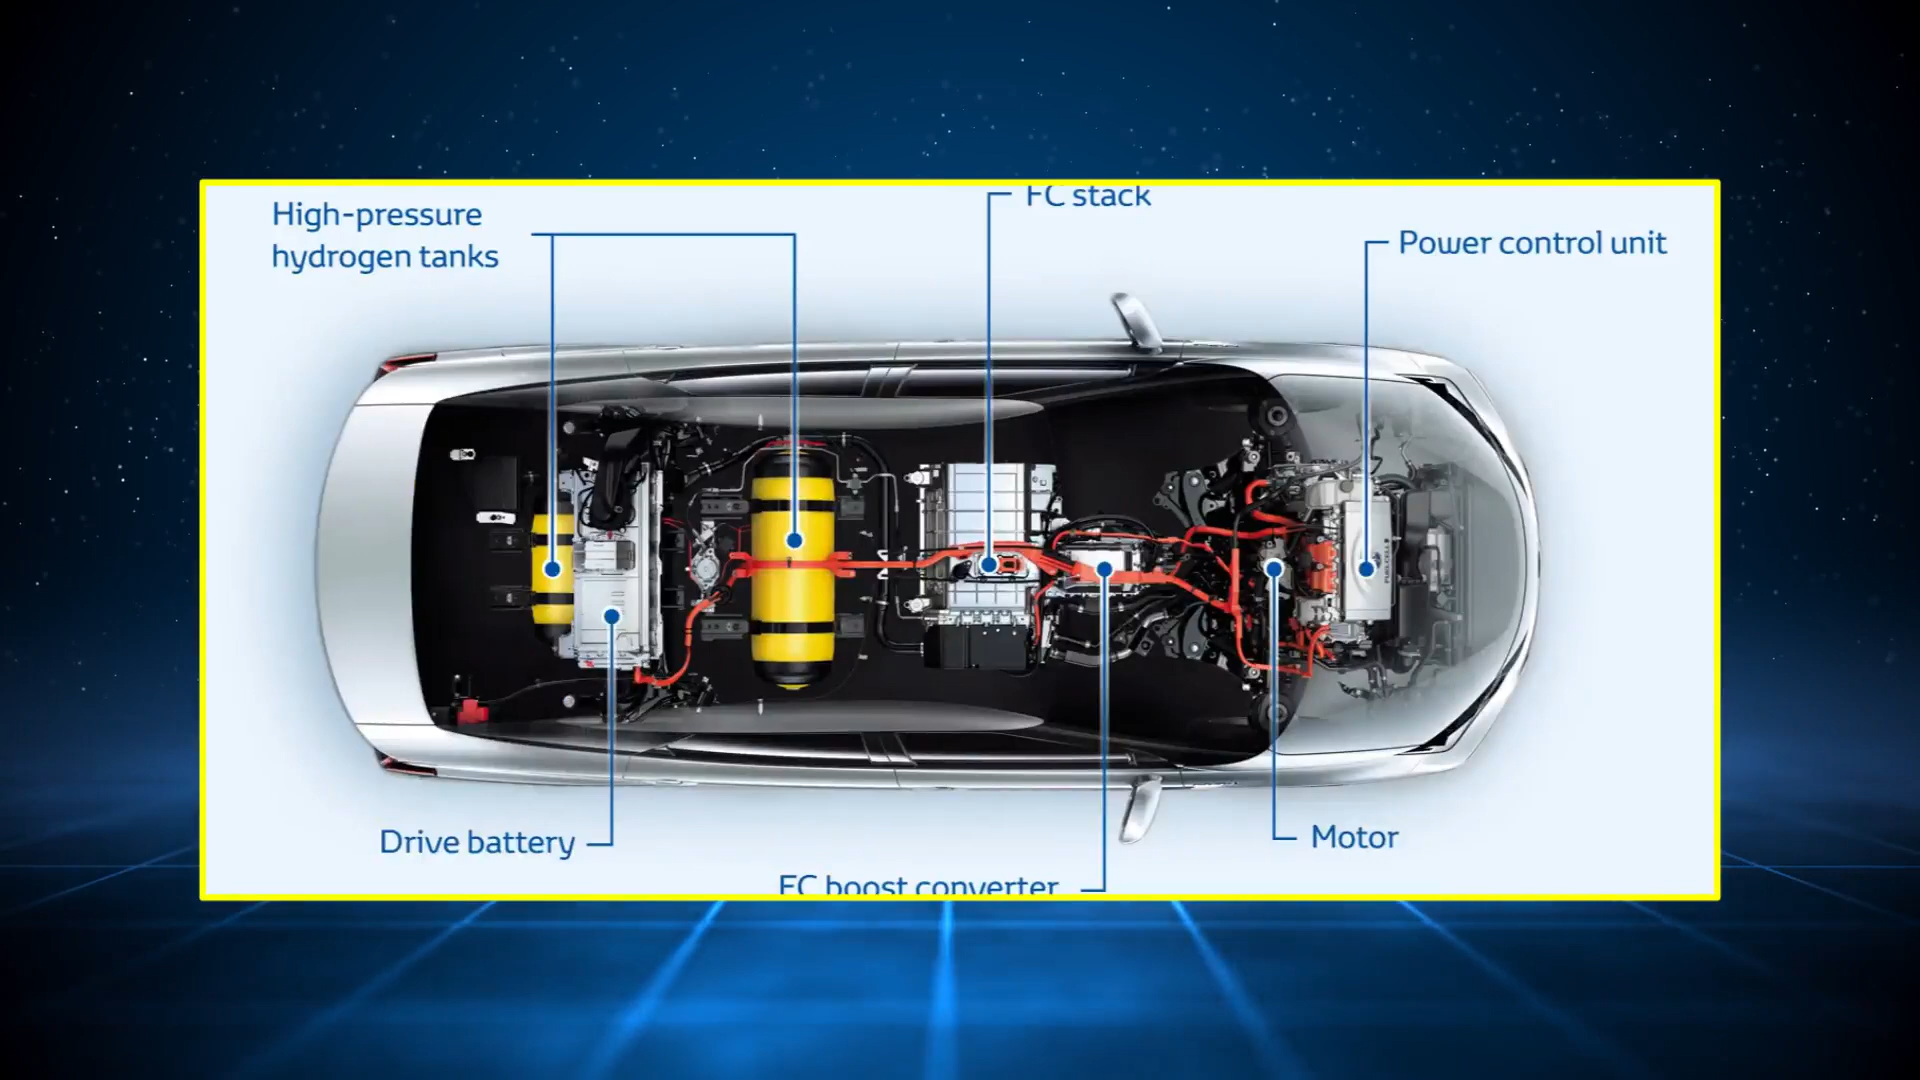 High-pressure
hydrogen tanks
FC stack
Power control unit
Drive battery
FC boost converter
Motor